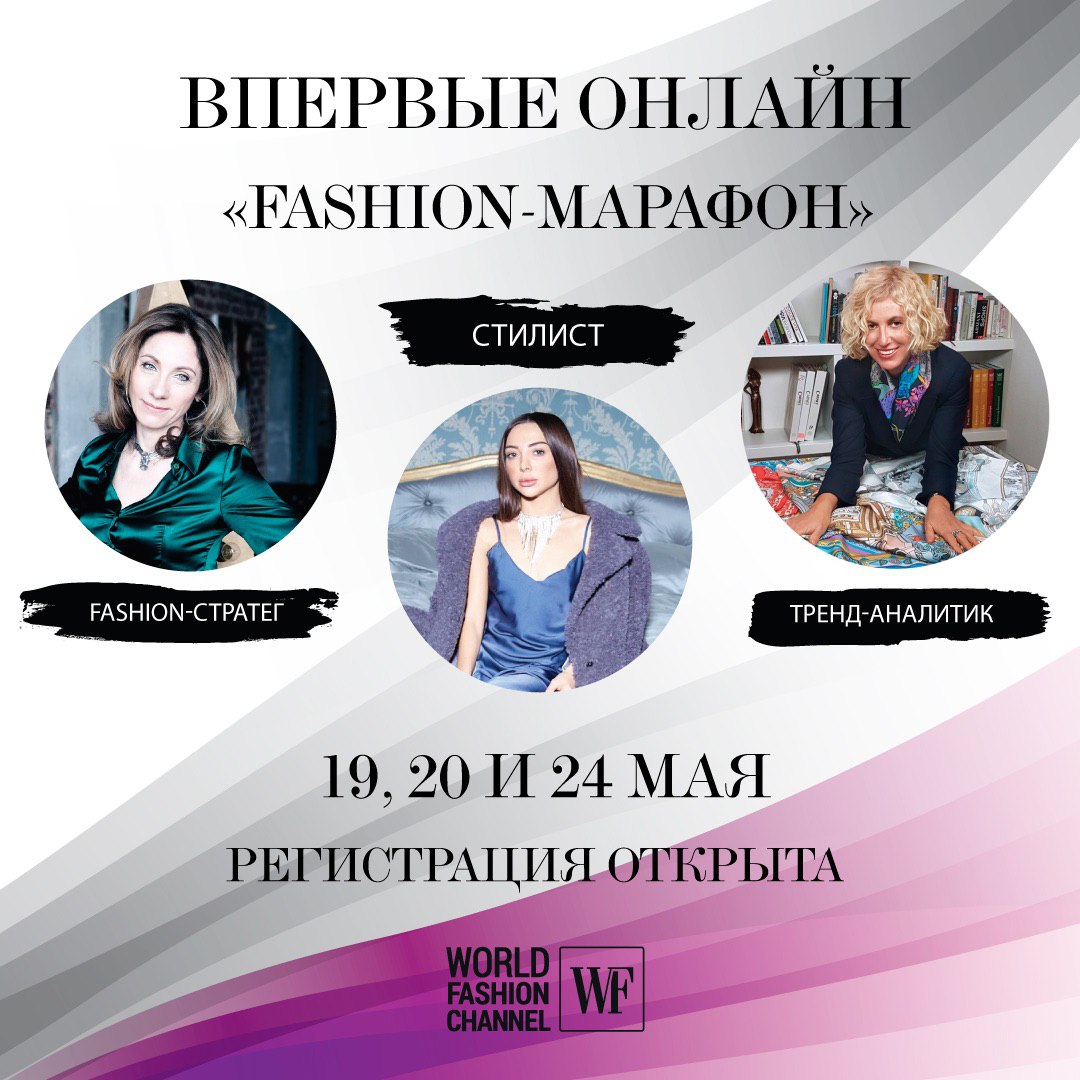 ВПЕРВЫЕ ОНЛАЙН
«FASHION-МАРАФОН»
СТИЛИСТ
FASHION-СТРАТЕГ
ТРЕНД-АНАЛИТИК
19, 20 И 24 МАЯ
РЕГИСТРАЦИЯ ОТКРЫТА
WORLD
FASHION
CHANNEL
WF